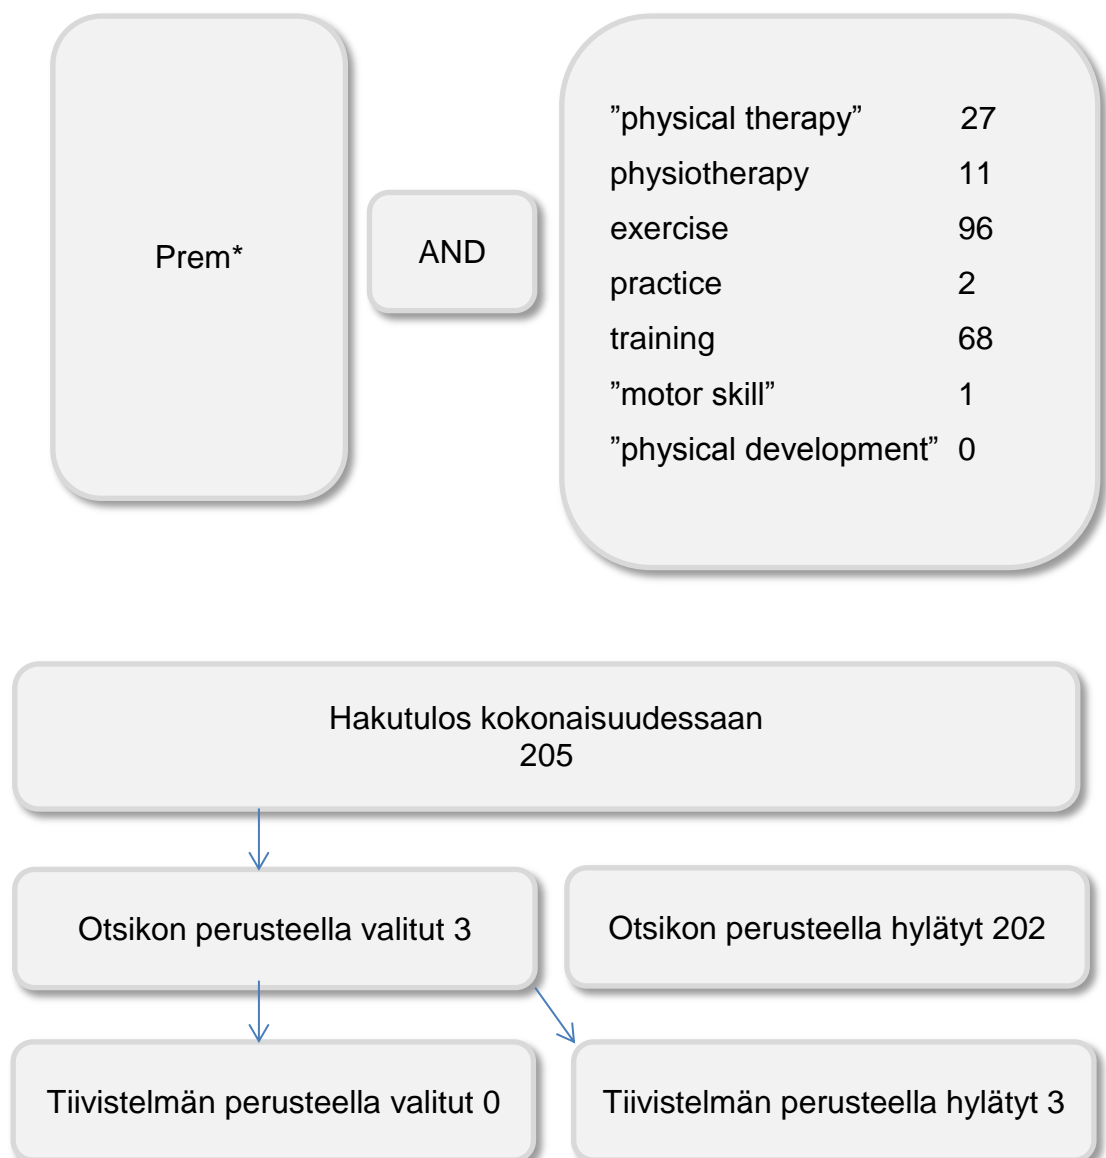 Prem*
AND
”physical therapy” 27
physiotherapy 11
exercise 96
practice 2
training 68
”motor skill” 1
”physical development” 0
Hakutulos kokonaisuudessaan
205
Otsikon perusteella valitut 3
Otsikon perusteella hylätyt 202
Tiivistelmän perusteella valitut 0
Tiivistelmän perusteella hylätyt 3